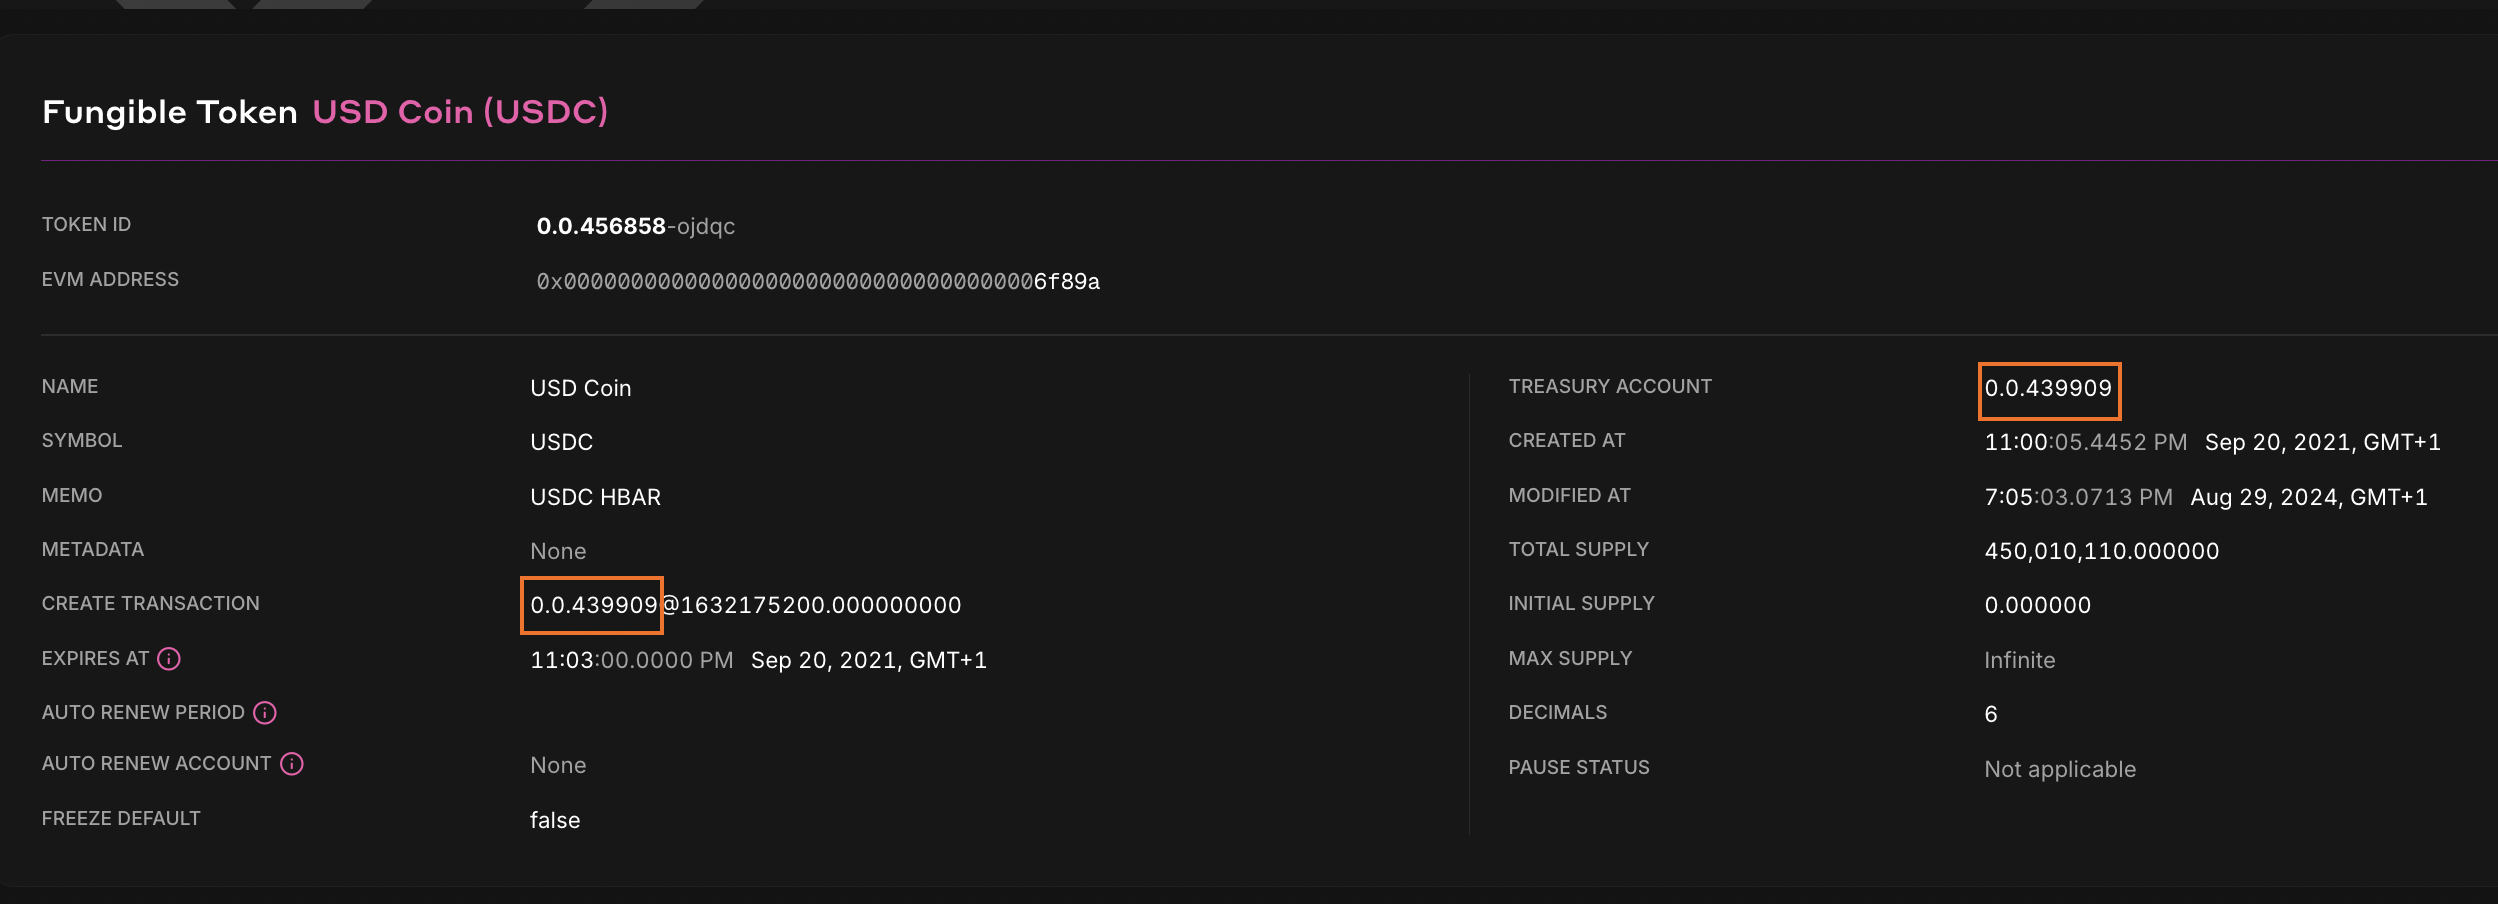 Fungible Token USD Coin (USDC)
TOKEN ID 0.0.456858-ojdqc
EVM ADDRESS 0x000000000000000000000000000000000006f89a
NAME USD Coin
SYMBOL USDC
MEMO USDC HBAR
METADATA None
CREATE TRANSACTION 0.0.439909@1632175200.000000000
EXPIRES AT 11:03:00.0000 PM Sep 20, 2021, GMT+1
AUTO RENEW PERIOD
AUTO RENEW ACCOUNT None
FREEZE DEFAULT false
TREASURY ACCOUNT 0.0.439909
CREATED AT 11:00:05.4452 PM Sep 20, 2021, GMT+1
MODIFIED AT 7:05:03.0713 PM Aug 29, 2024, GMT+1
TOTAL SUPPLY 450,010,110.000000
INITIAL SUPPLY 0.000000
MAX SUPPLY Infinite
DECIMALS 6
PAUSE STATUS Not applicable